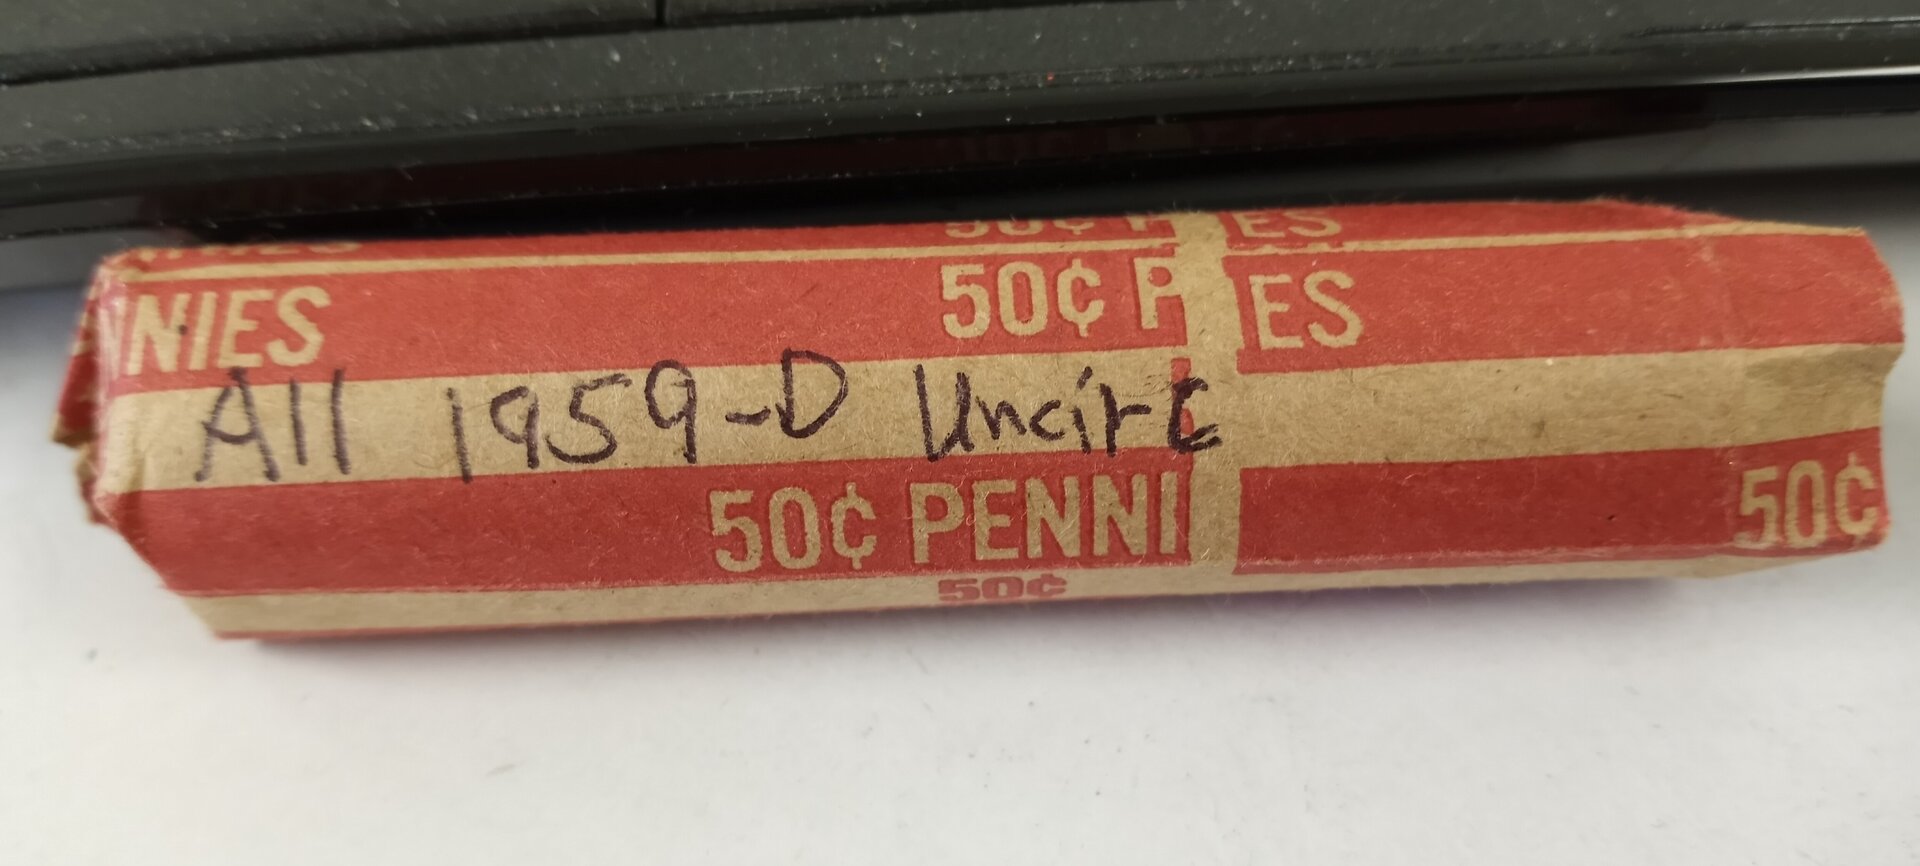 NIES 50¢ P ES
50¢ P ES
All 1959-D Uncirc
50¢ PENNI 50¢
50¢